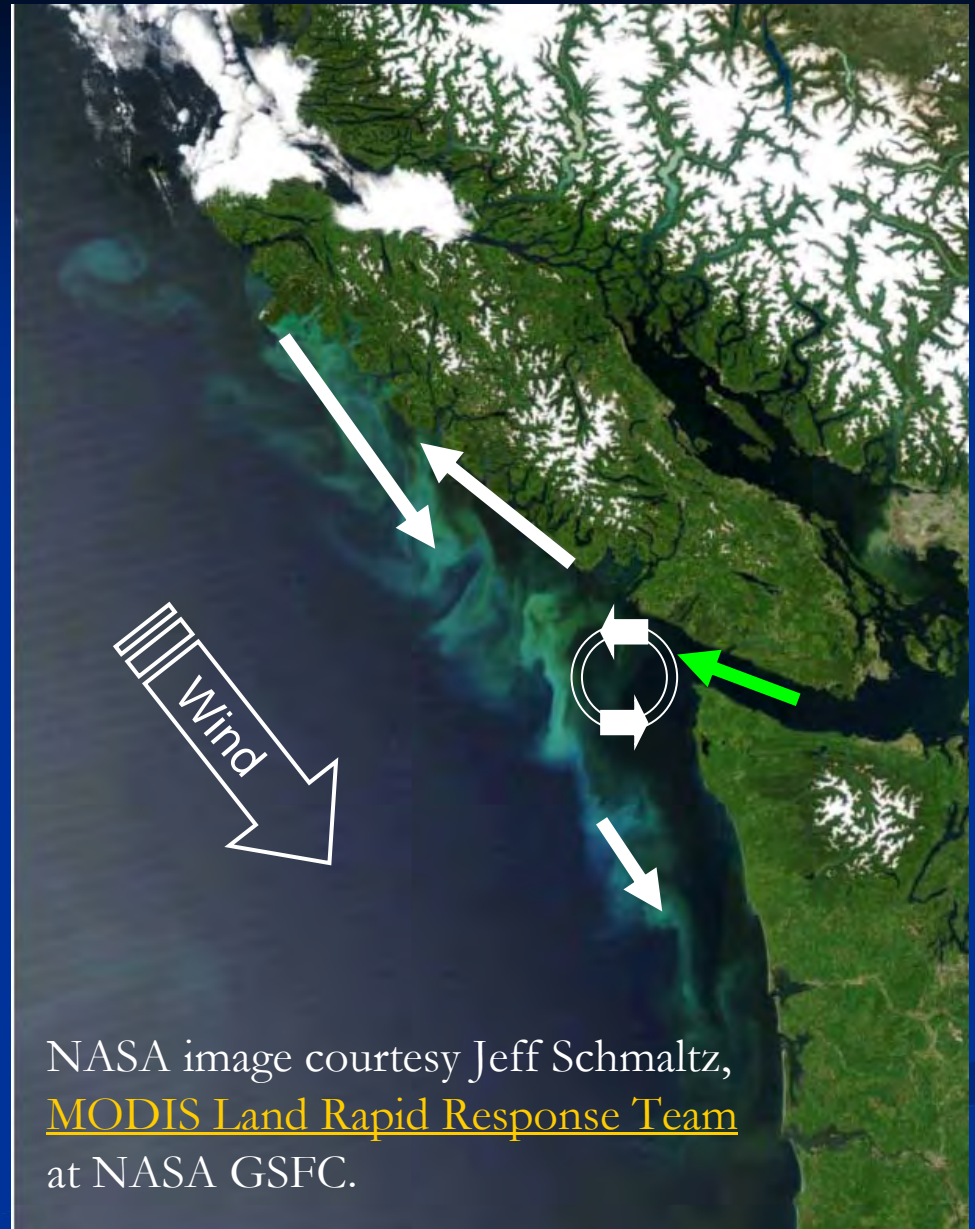 Wind
NASA image courtesy Jeff Schmaltz,
MODIS Land Rapid Response Team
at NASA GSFC.